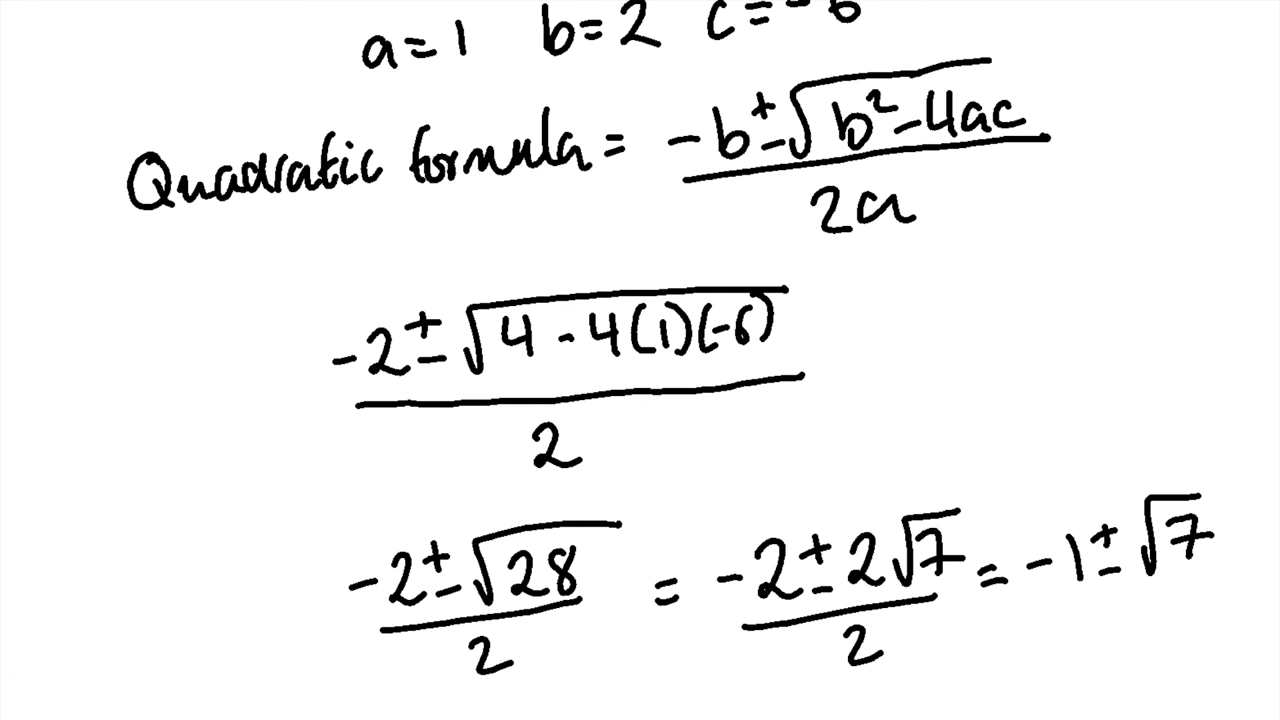 a=1 b=2 c=-6
Quadratic formula = (-b±√(b²-4ac))/(2a)
(-2±√(4-4(1)(-6)))/2
(-2±√28)/2 = (-2±2√7)/2 = -1±√7